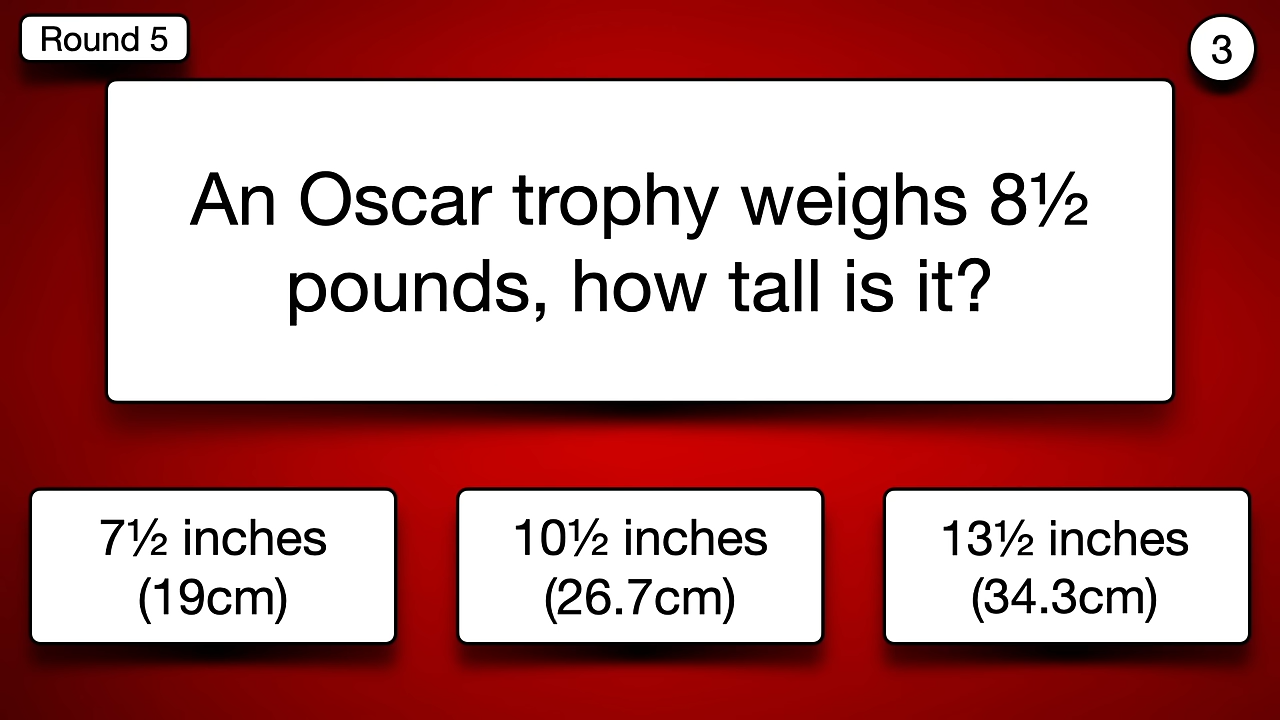 Round 5
3
An Oscar trophy weighs 8½
pounds, how tall is it?
7½ inches
(19cm)
10½ inches
(26.7cm)
13½ inches
(34.3cm)